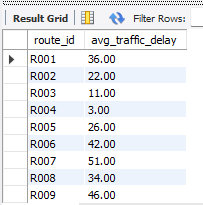 Result Grid Filter Rows:
route_id avg_traffic_delay
R001 36.00
R002 22.00
R003 11.00
R004 3.00
R005 26.00
R006 42.00
R007 51.00
R008 34.00
R009 46.00